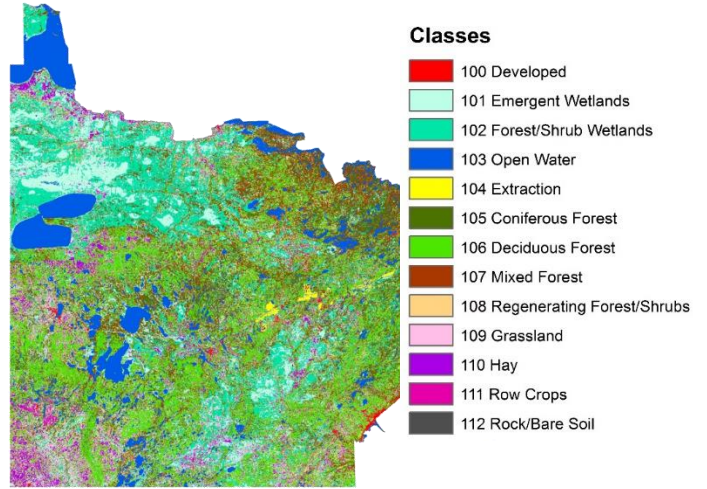 Classes
100 Developed
101 Emergent Wetlands
102 Forest/Shrub Wetlands
103 Open Water
104 Extraction
105 Coniferous Forest
106 Deciduous Forest
107 Mixed Forest
108 Regenerating Forest/Shrubs
109 Grassland
110 Hay
111 Row Crops
112 Rock/Bare Soil